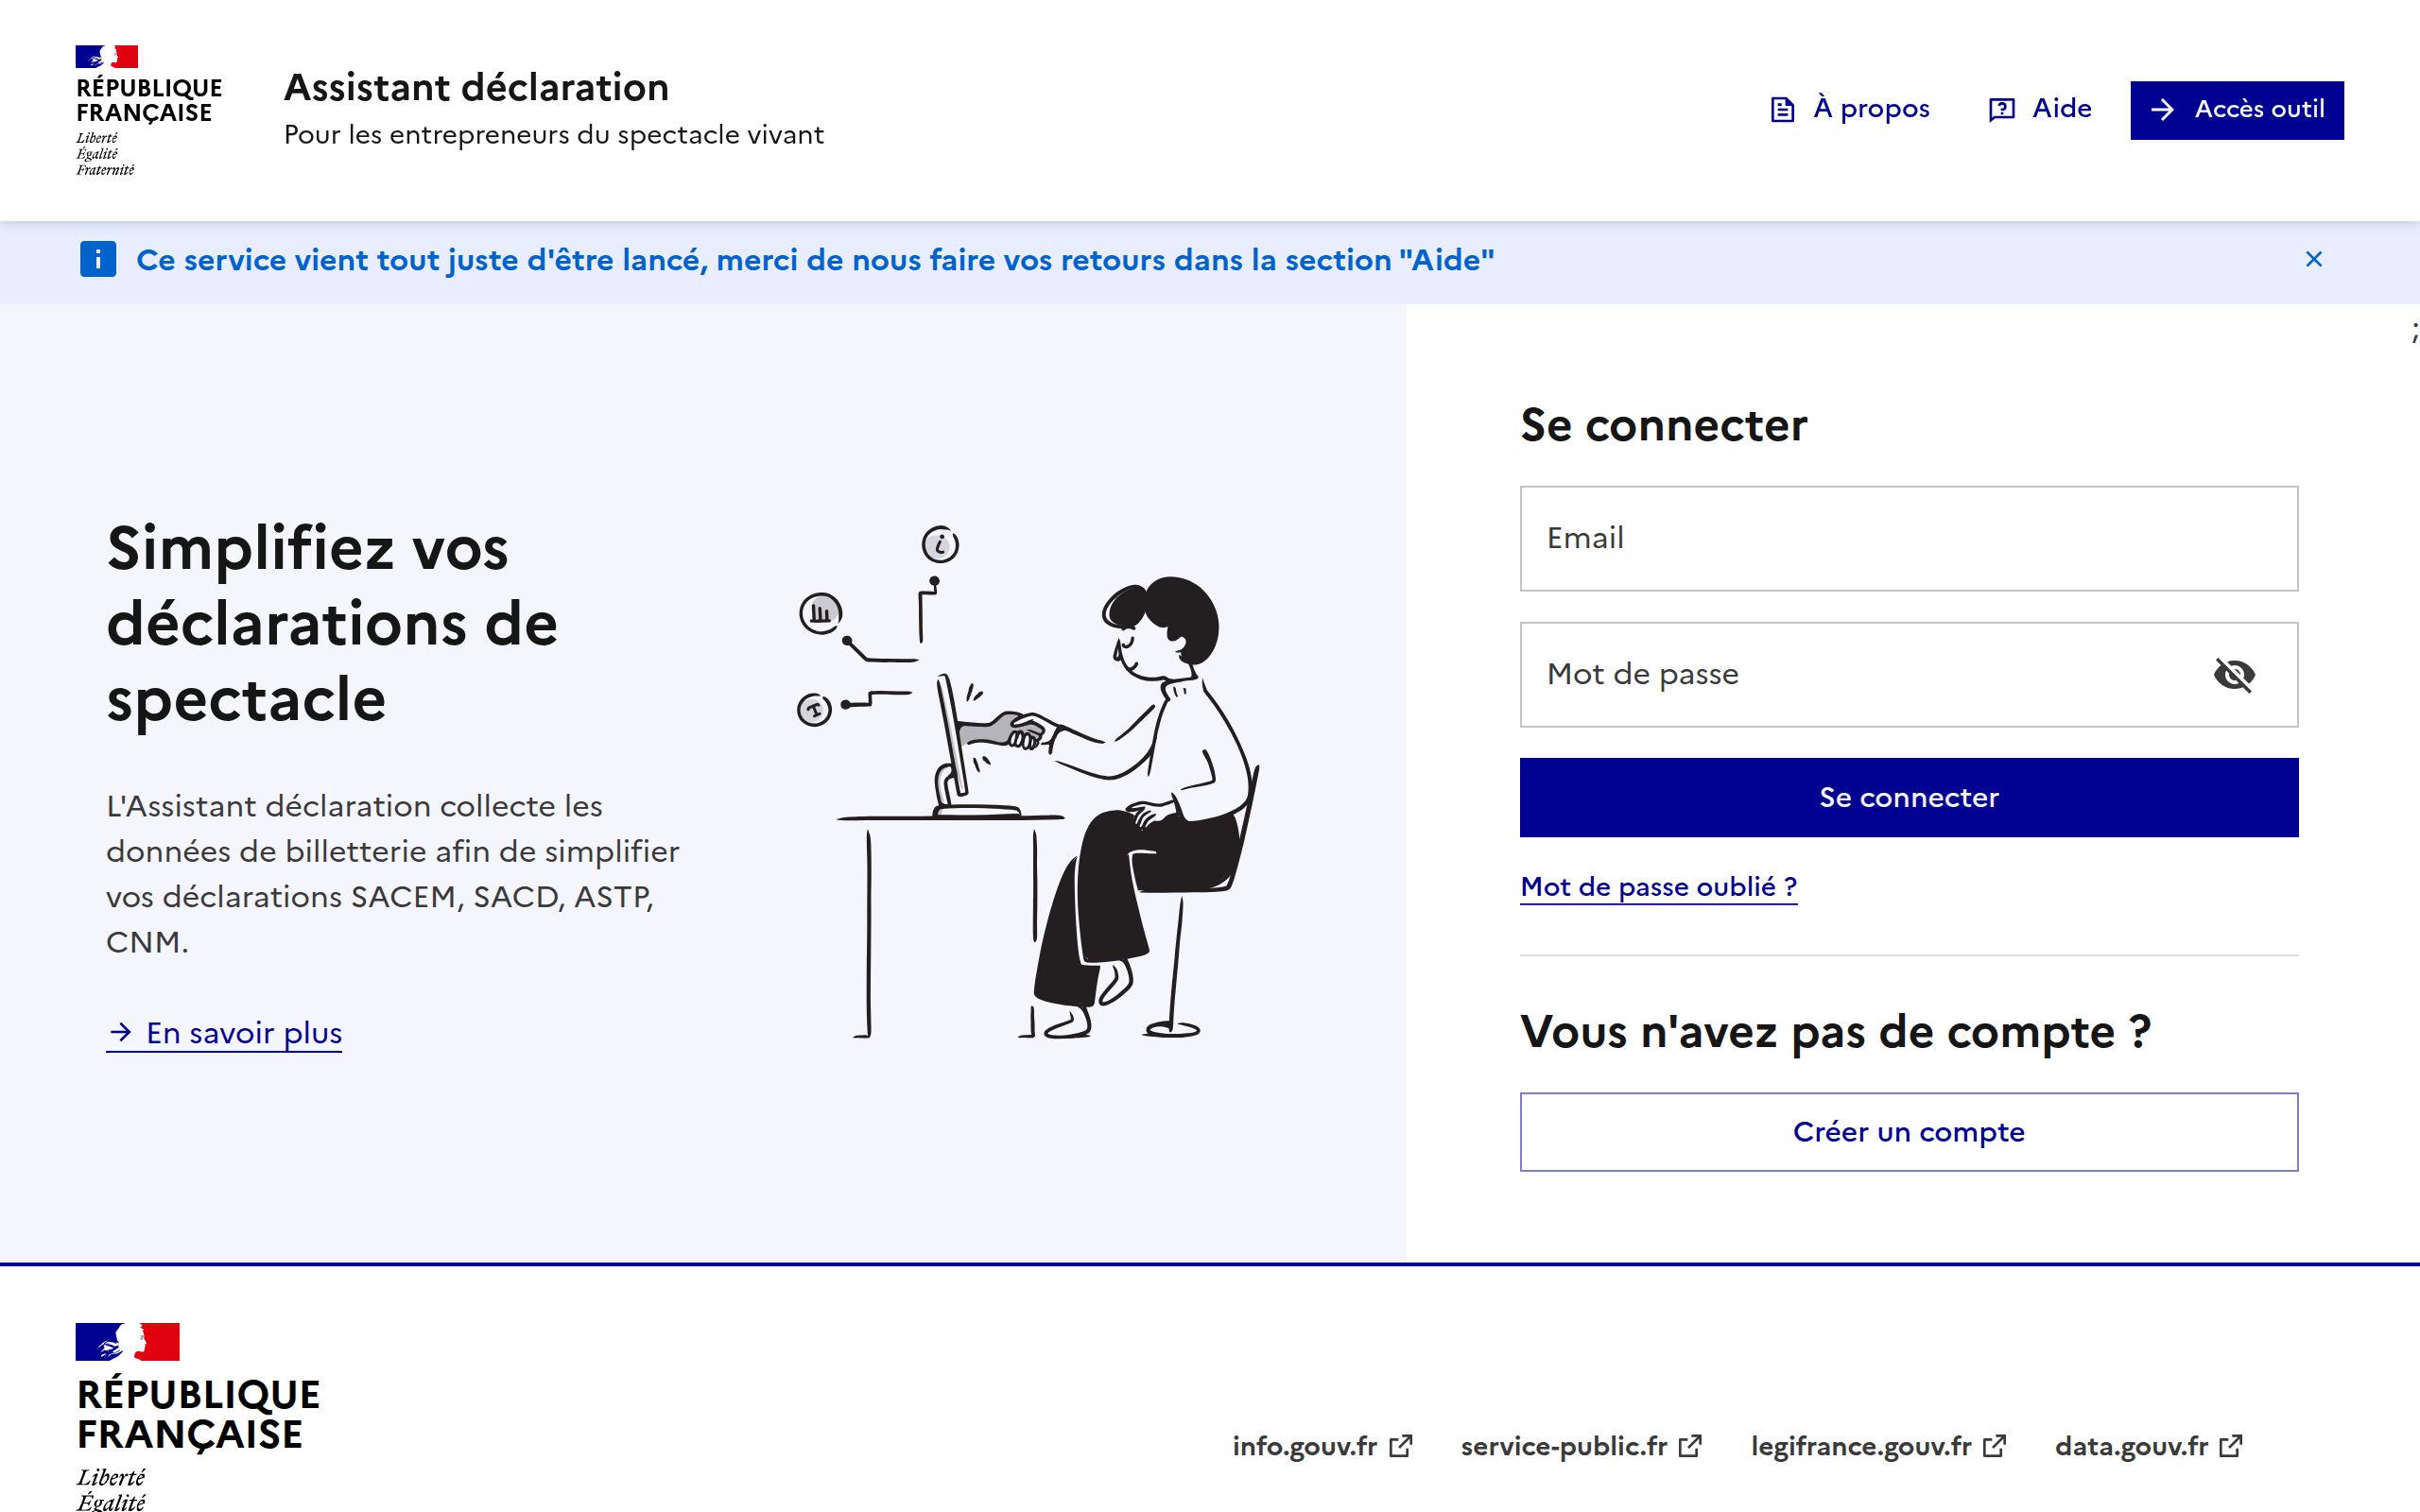 RÉPUBLIQUE
FRANÇAISE
Liberté
Égalité
Fraternité
Assistant déclaration
Pour les entrepreneurs du spectacle vivant
À propos
Aide
Accès outil
Ce service vient tout juste d'être lancé, merci de nous faire vos retours dans la section "Aide"
;
Simplifiez vos
déclarations de
spectacle
L'Assistant déclaration collecte les
données de billetterie afin de simplifier
vos déclarations SACEM, SACD, ASTP,
CNM.
En savoir plus
Se connecter
Email
Mot de passe
Se connecter
Mot de passe oublié ?
Vous n'avez pas de compte ?
Créer un compte
RÉPUBLIQUE
FRANÇAISE
Liberté
Égalité
info.gouv.fr
service-public.fr
legifrance.gouv.fr
data.gouv.fr